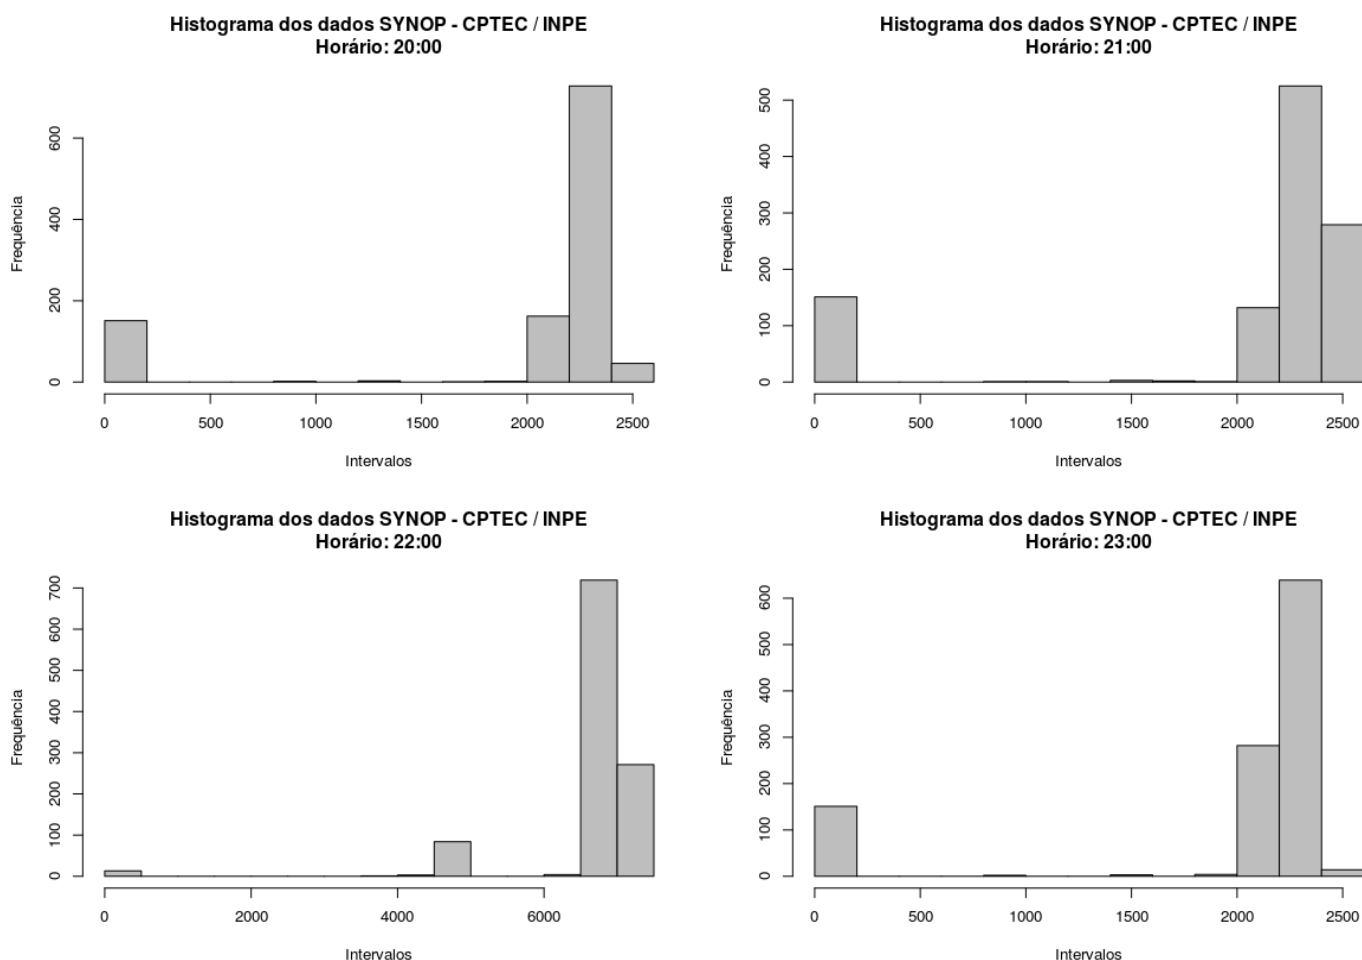 Histograma dos dados SYNOP - CPTEC / INPE
Horário: 20:00
Frequência
600
400
200
0
0 500 1000 1500 2000 2500
Intervalos
Histograma dos dados SYNOP - CPTEC / INPE
Horário: 21:00
Frequência
500
400
300
200
100
0
0 500 1000 1500 2000 2500
Intervalos
Histograma dos dados SYNOP - CPTEC / INPE
Horário: 22:00
Frequência
700
600
500
400
300
200
100
0
0 2000 4000 6000
Intervalos
Histograma dos dados SYNOP - CPTEC / INPE
Horário: 23:00
Frequência
600
500
400
300
200
100
0
0 500 1000 1500 2000 2500
Intervalos